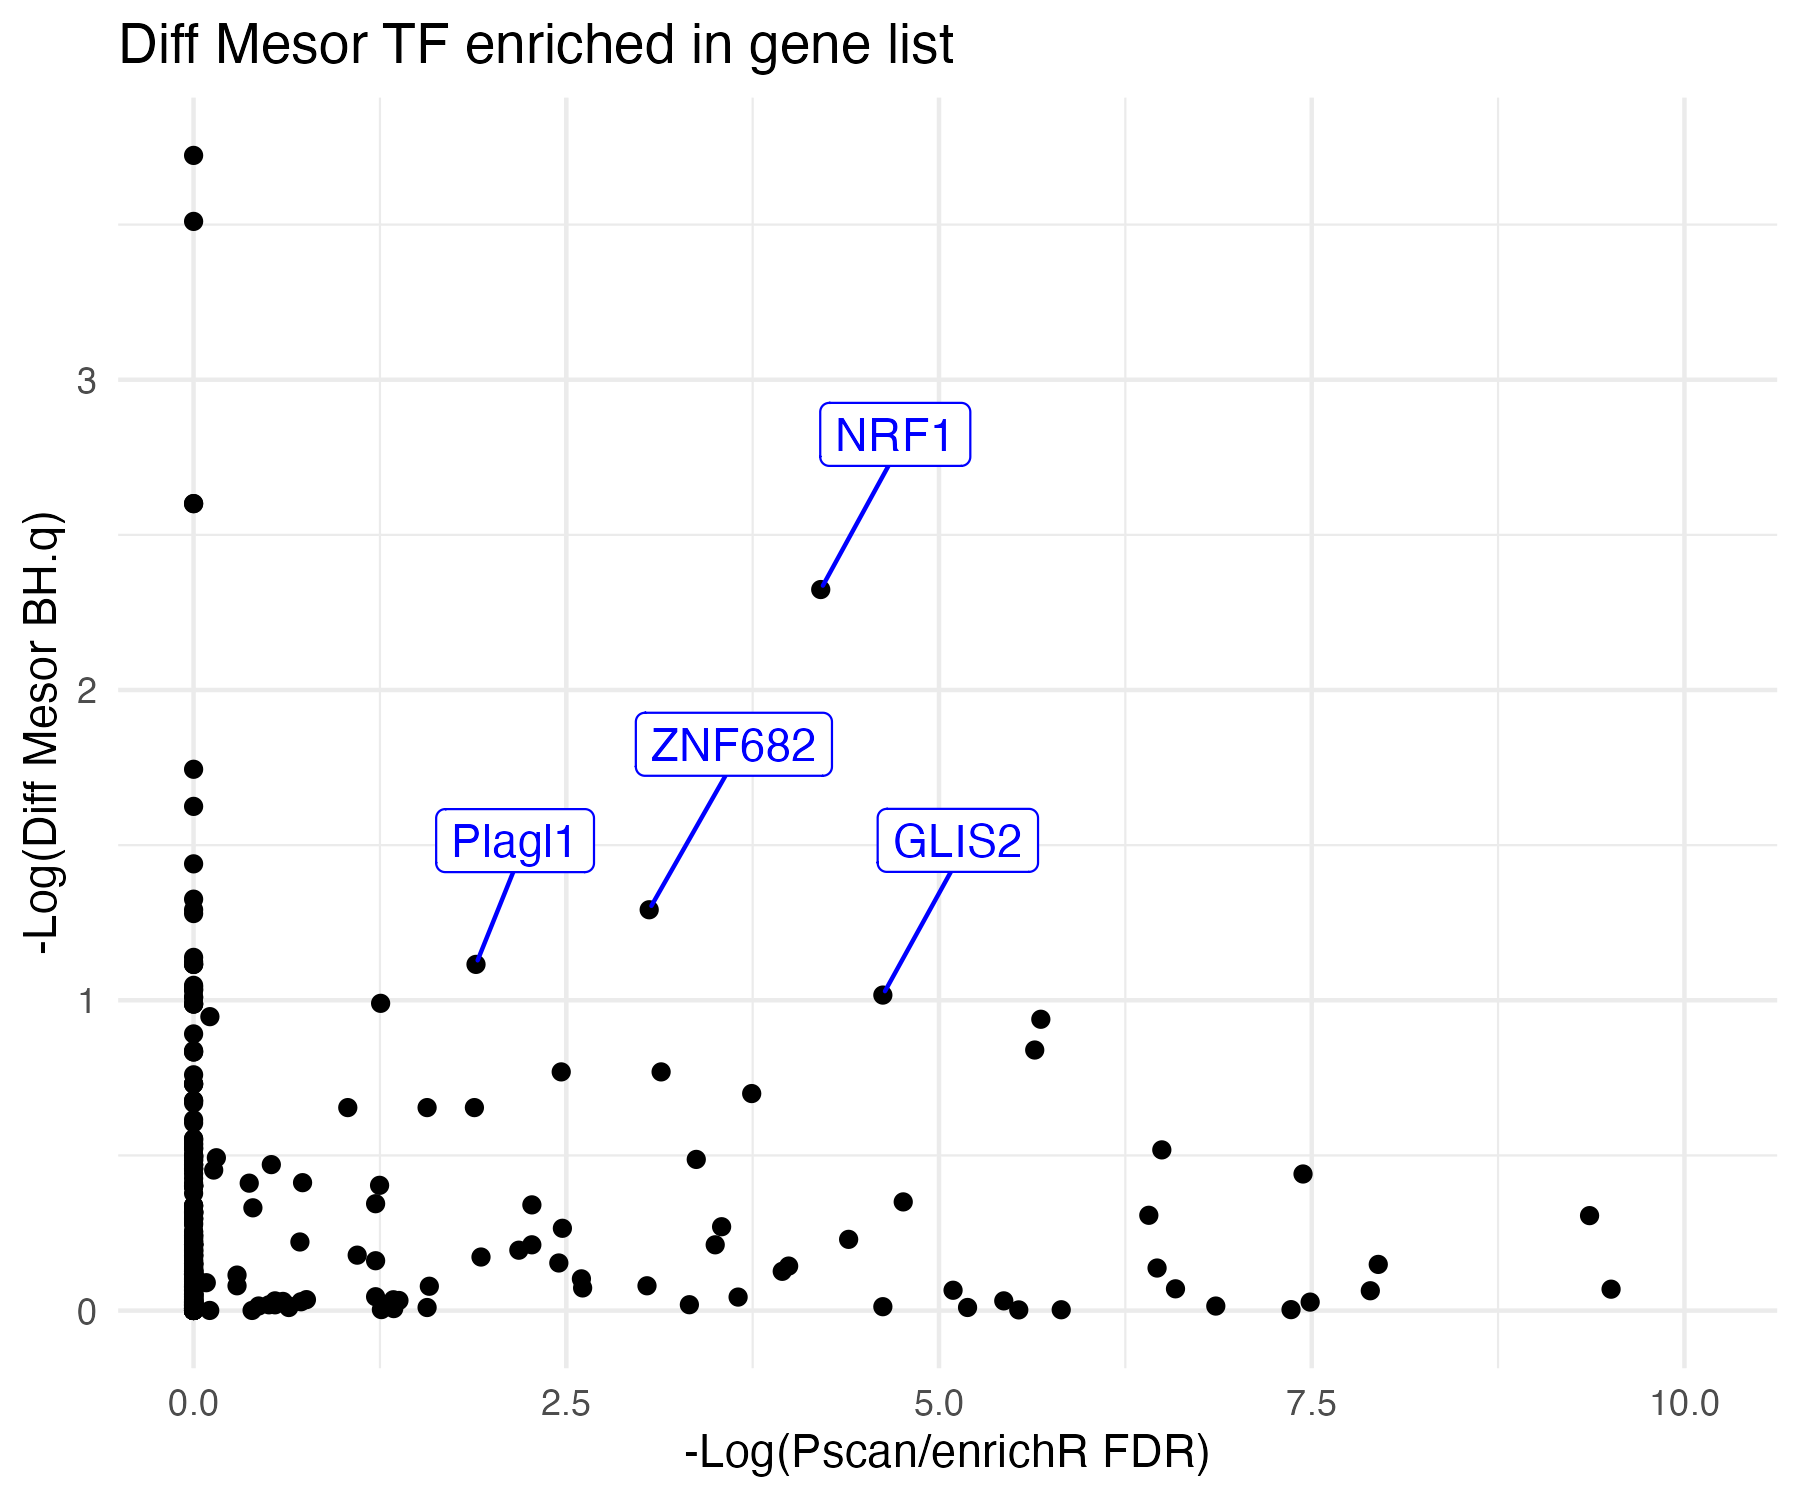 Diff Mesor TF enriched in gene list
-Log(Diff Mesor BH.q)
3
2
1
0
NRF1
ZNF682
Plagl1
GLIS2
0.0
2.5
5.0
7.5
10.0
-Log(Pscan/enrichR FDR)